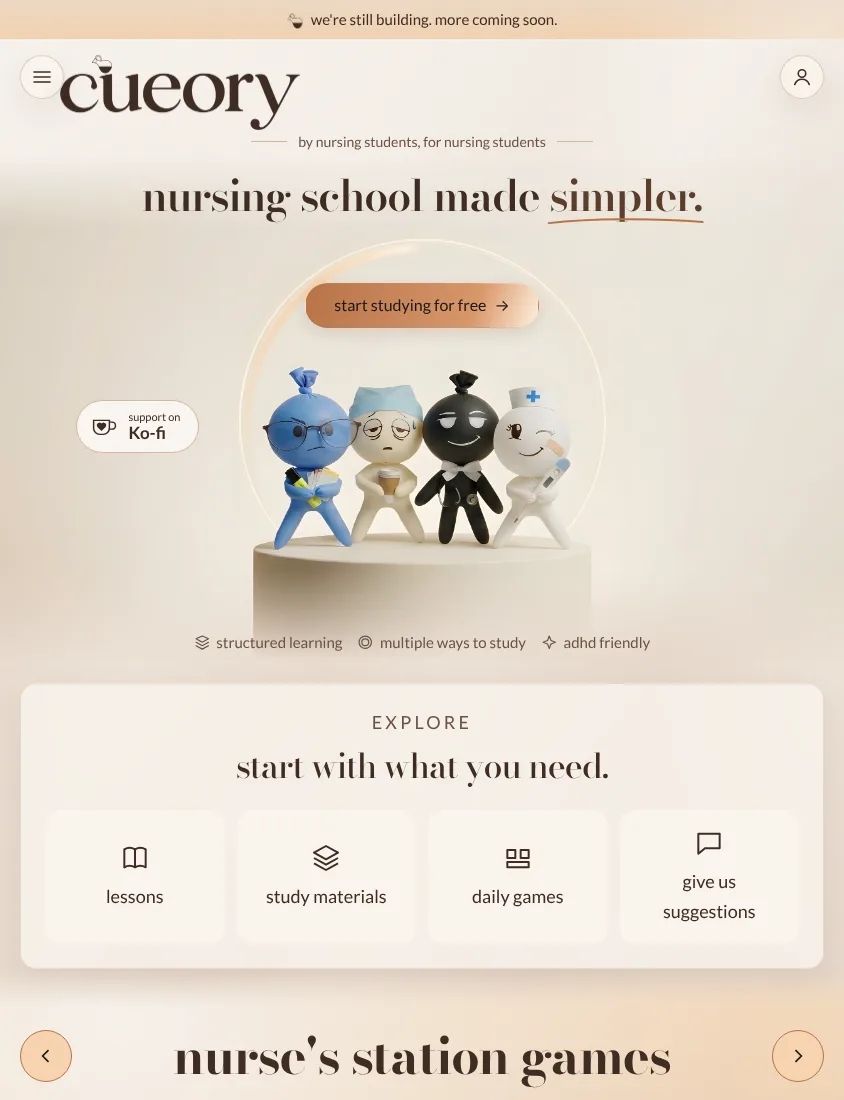 we're still building. more coming soon.
cueory
by nursing students, for nursing students
nursing school made simpler.
start studying for free →
support on
Ko-fi
structured learning multiple ways to study adhd friendly
EXPLORE
start with what you need.
lessons
study materials
daily games
give us
suggestions
nurse's station games